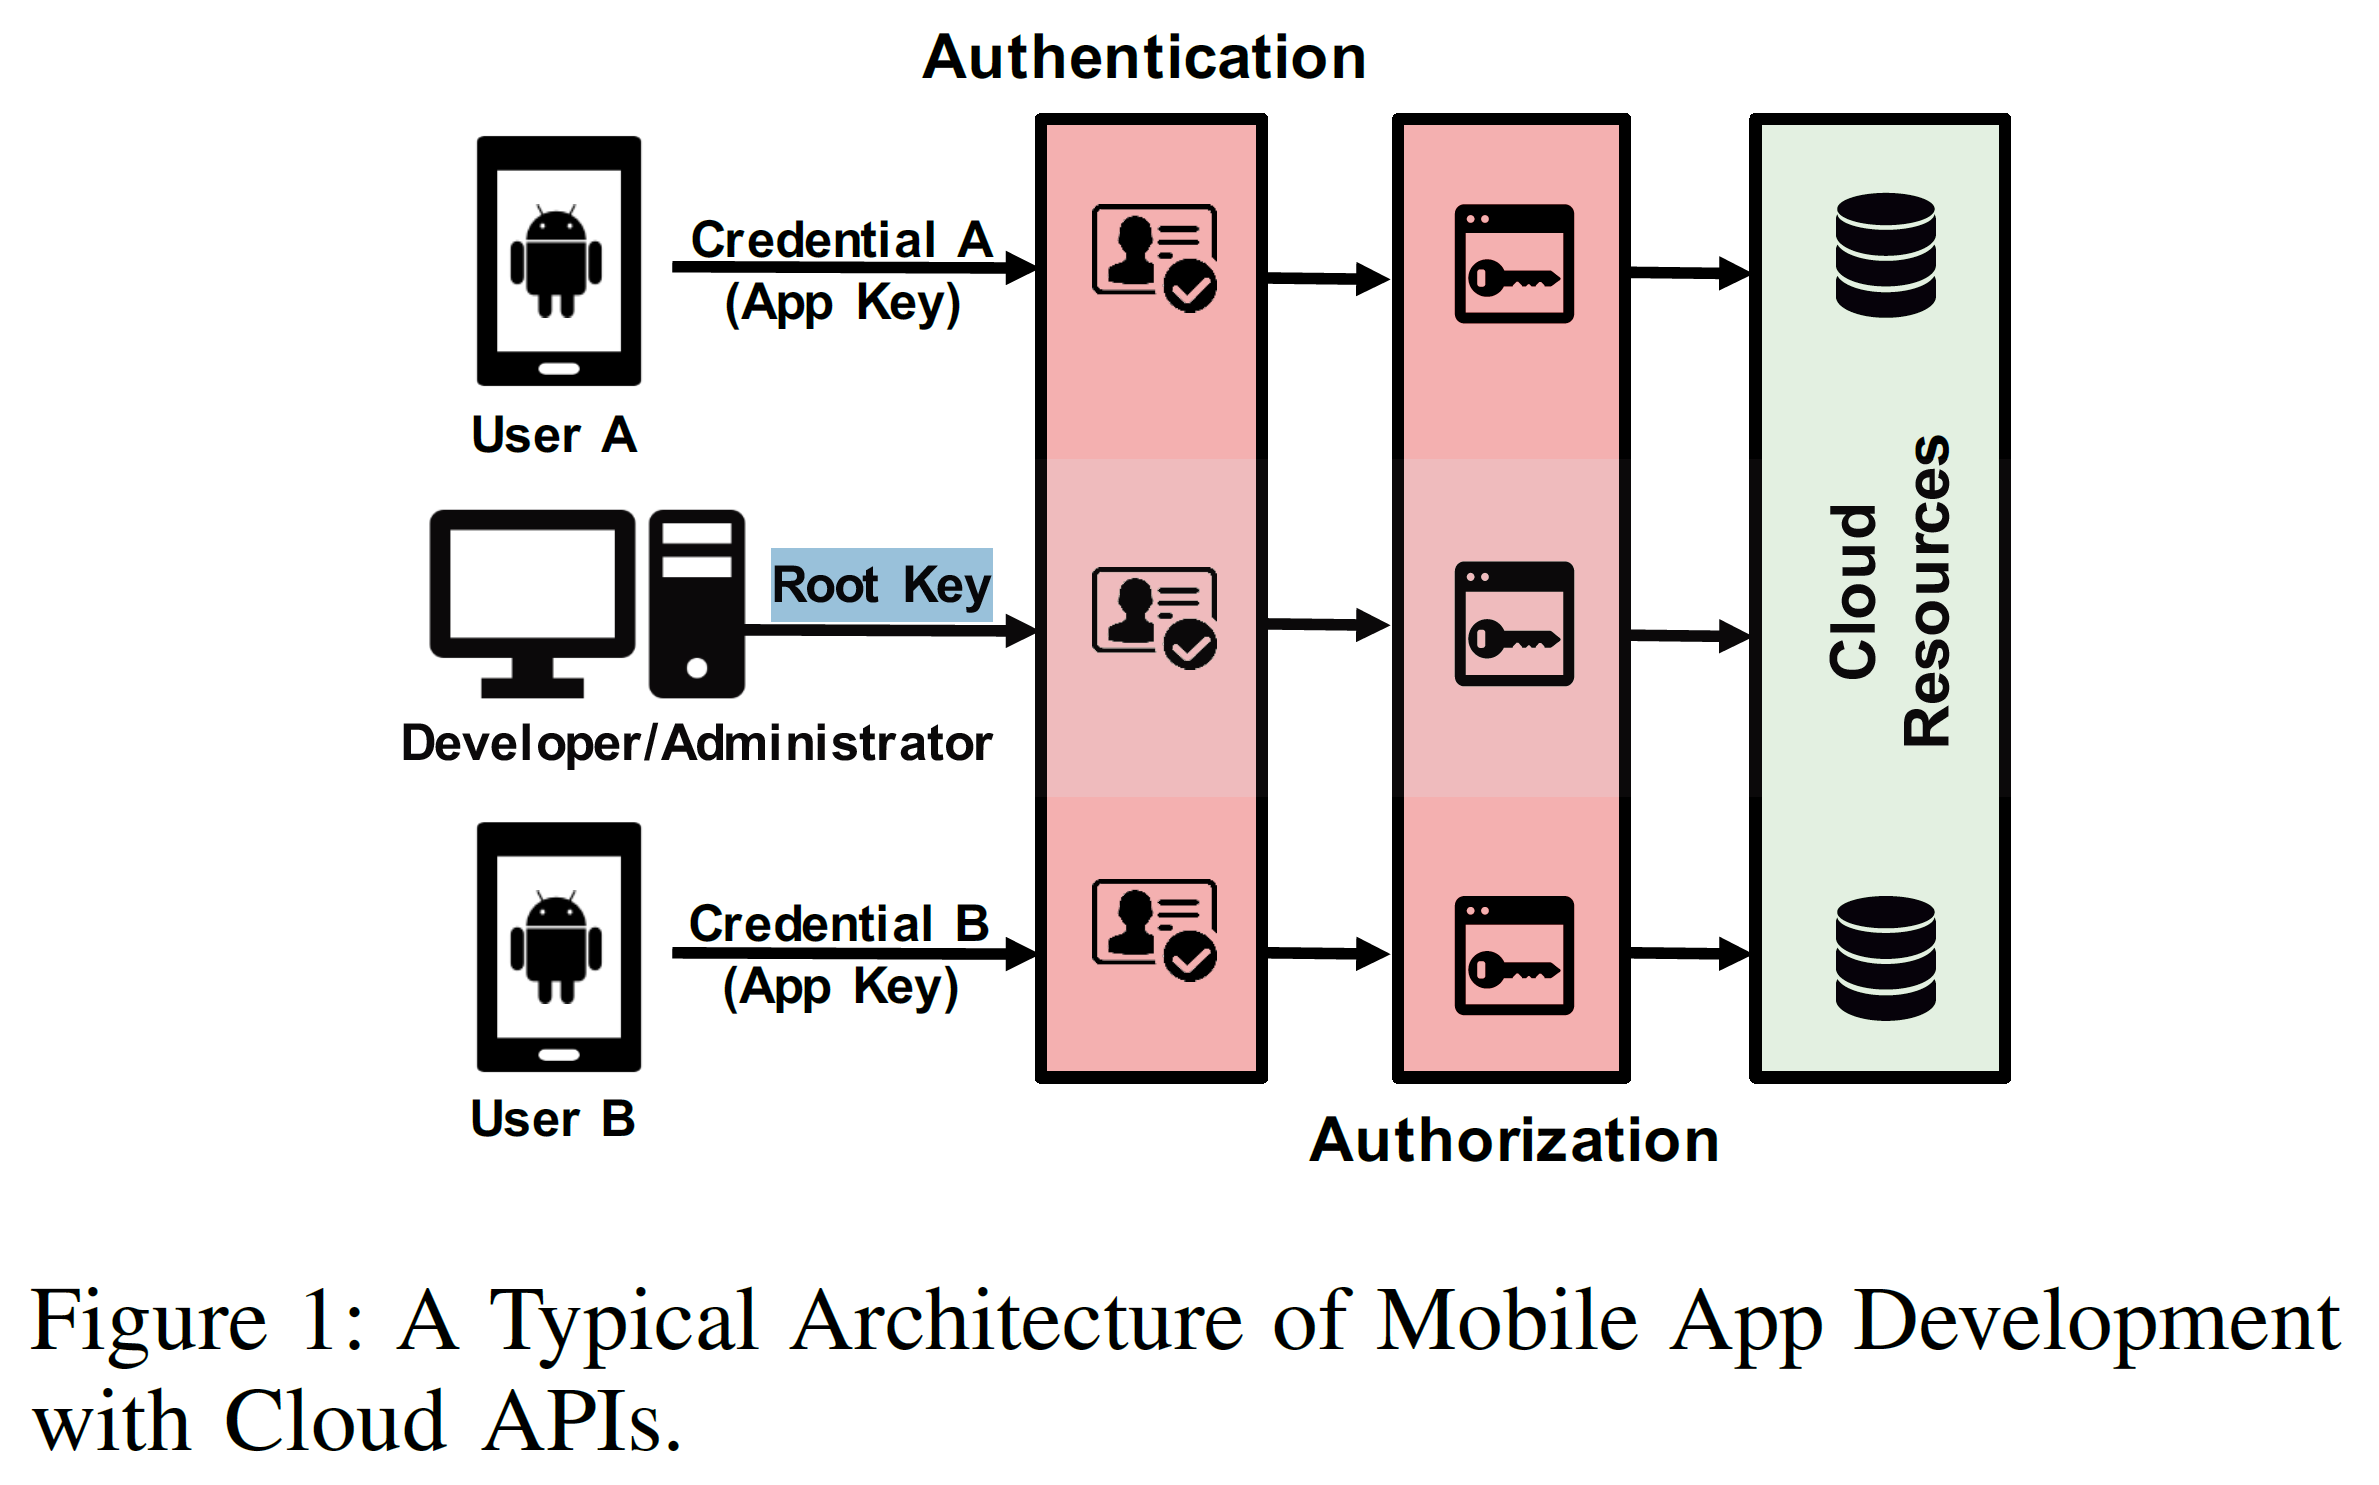 Authentication
Credential A
(App Key)
User A
Root Key
Developer/Administrator
Cloud
Resources
Credential B
(App Key)
User B
Authorization
Figure 1: A Typical Architecture of Mobile App Development
with Cloud APIs.